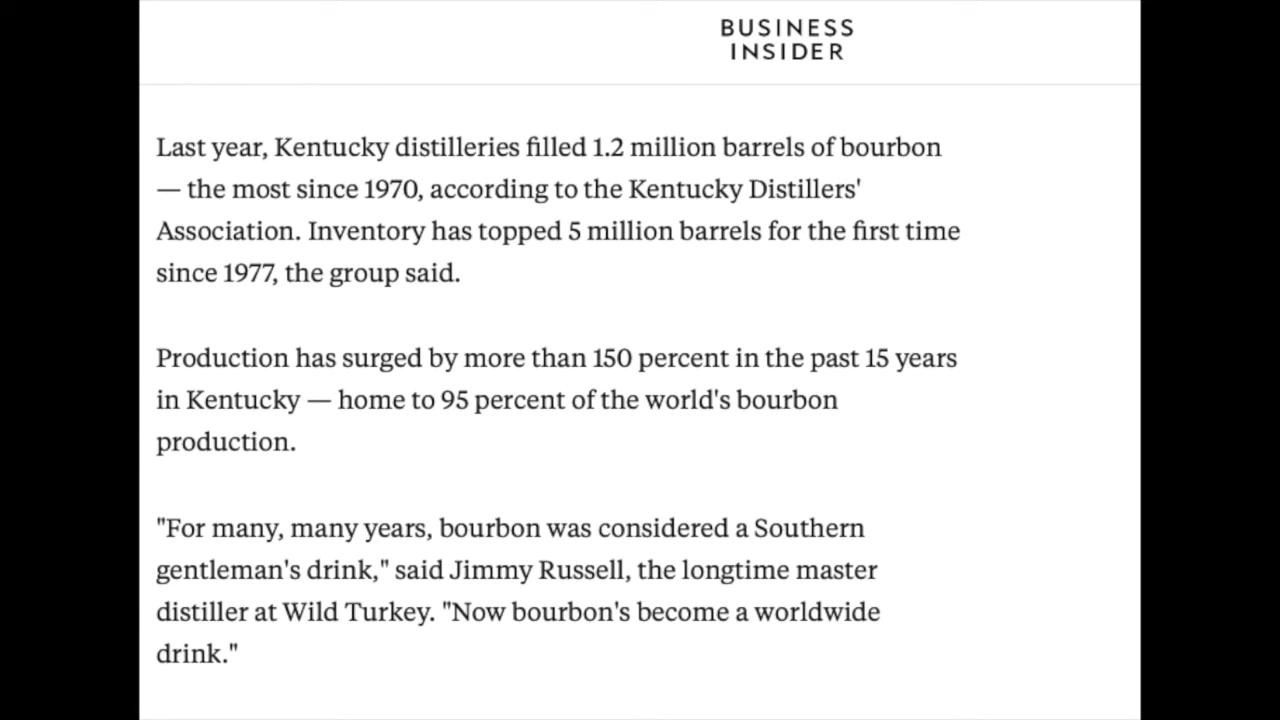 BUSINESS
INSIDER
Last year, Kentucky distilleries filled 1.2 million barrels of bourbon
— the most since 1970, according to the Kentucky Distillers'
Association. Inventory has topped 5 million barrels for the first time
since 1977, the group said.
Production has surged by more than 150 percent in the past 15 years
in Kentucky — home to 95 percent of the world's bourbon
production.
"For many, many years, bourbon was considered a Southern
gentleman's drink," said Jimmy Russell, the longtime master
distiller at Wild Turkey. "Now bourbon's become a worldwide
drink."